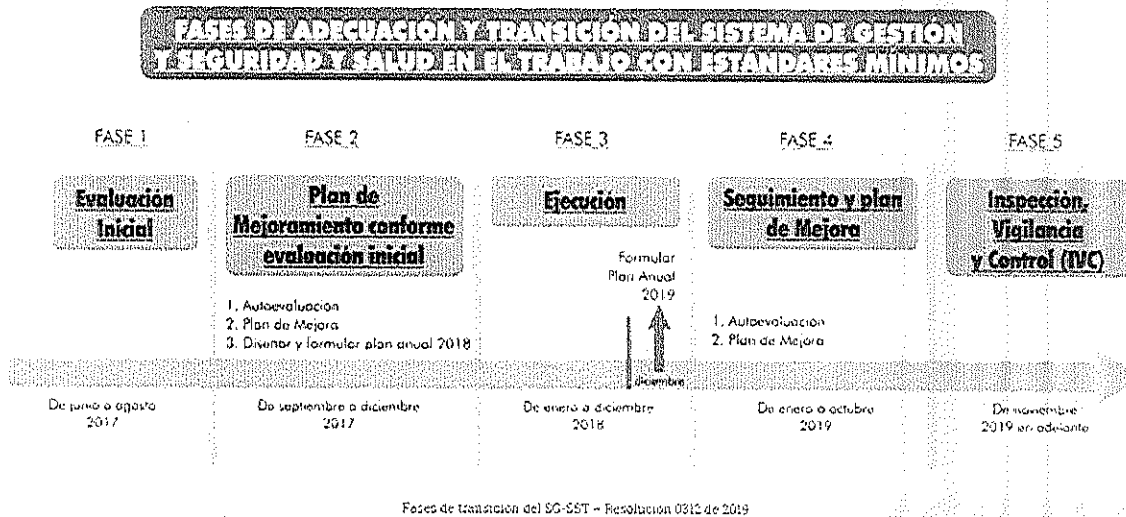 FASES DE ADECUACIÓN Y TRANSICIÓN DEL SISTEMA DE GESTIÓN
Y SEGURIDAD Y SALUD EN EL TRABAJO CON ESTÁNDARES MÍNIMOS
FASE 1
Evaluación
Inicial
De junio a agosto
2017
FASE 2
Plan de
Mejoramiento conforme
evaluación inicial
1. Autoevaluación
2. Plan de Mejora
3. Disenar y formular plan anual 2018
De septiembre a diciembre
2017
FASE 3
Ejecución
Formular
Plan Anual
2019
diciembre
De enero a diciembre
2018
FASE 4
Seguimiento y plan
de Mejora
1. Autoevaluación
2. Plan de Mejora
De enero a octubre
2019
FASE 5
Inspección,
Vigilancia
y Control (IVC)
De noviembre
2019 en adelante
Fases de transición del SG-SST – Resolución 0312 de 2019